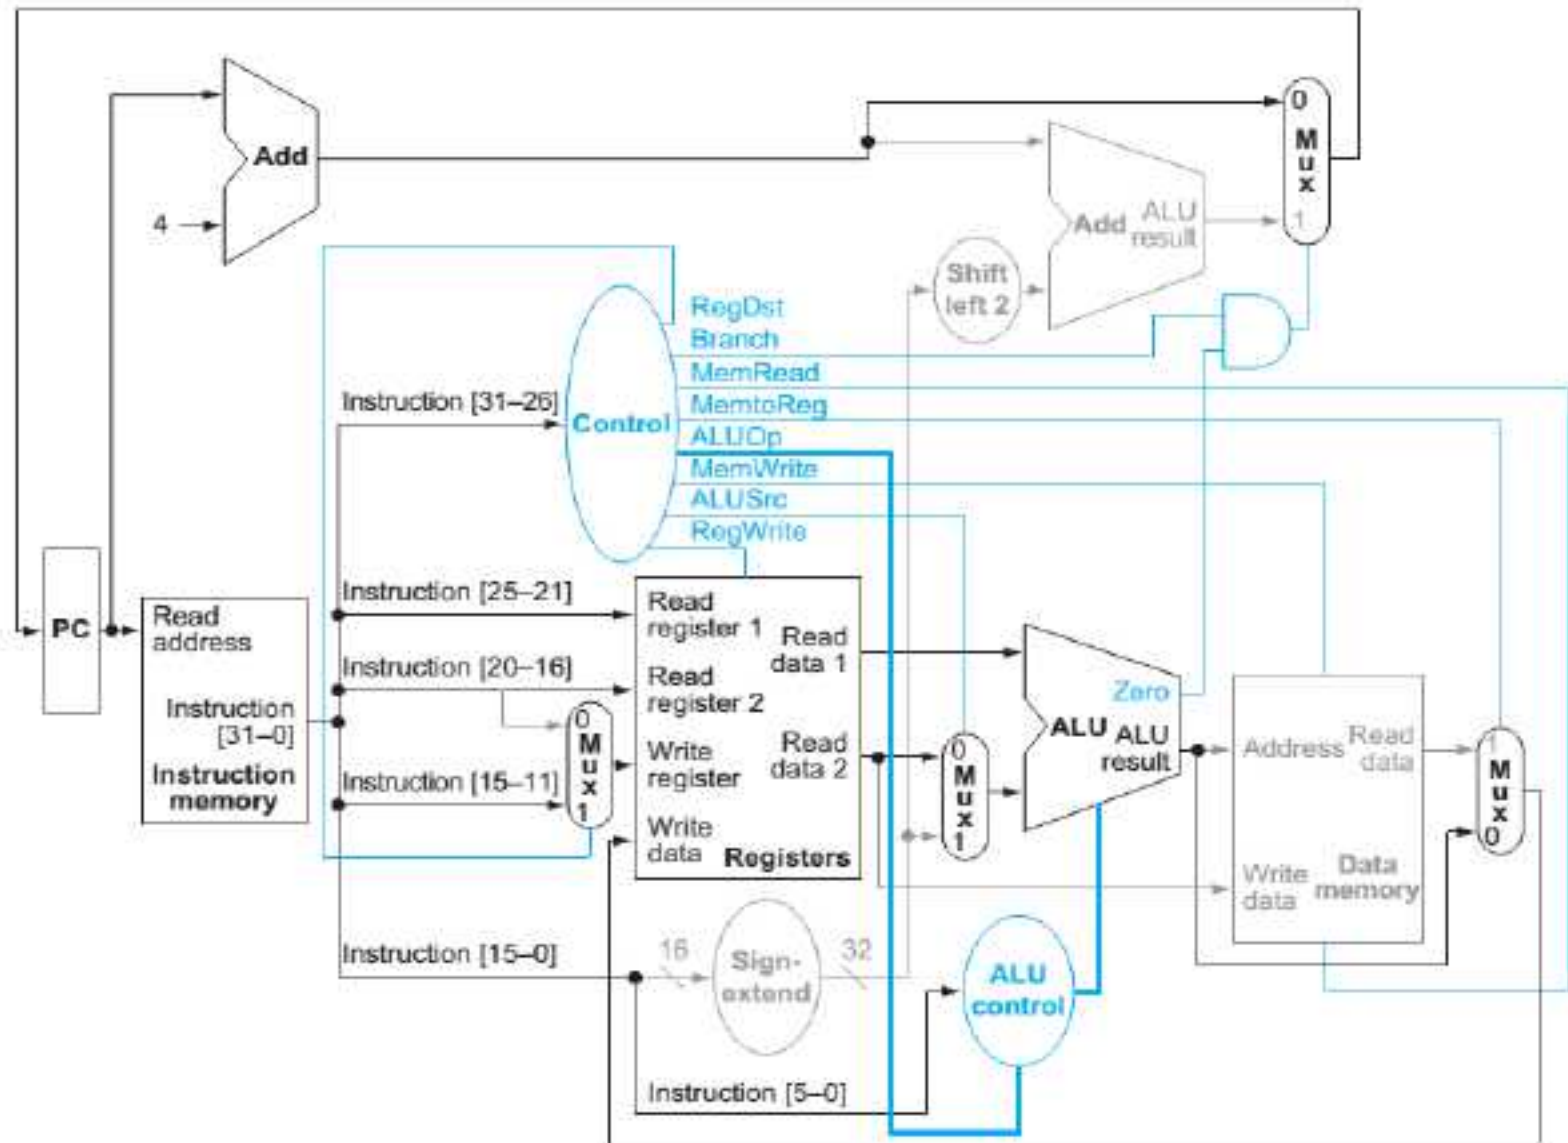 0
M
u
x
1
Add
4
Add ALU
result
Shift
left 2
RegDst
Branch
MemRead
MemtoReg
ALUOp
MemWrite
ALUSrc
RegWrite
Control
Instruction [31–26]
Instruction [25–21]
Instruction [20–16]
Instruction [15–11]
Instruction [15–0]
PC
Read
address
Instruction
[31–0]
Instruction
memory
0
M
u
x
1
Read
register 1
Read
register 2
Write
register
Write
data
Read
data 1
Read
data 2
Registers
0
M
u
x
1
Zero
ALU ALU
result
Address
Read
data
Write
data
Data
memory
1
M
u
x
0
16
Sign-
extend
32
ALU
control
Instruction [5–0]